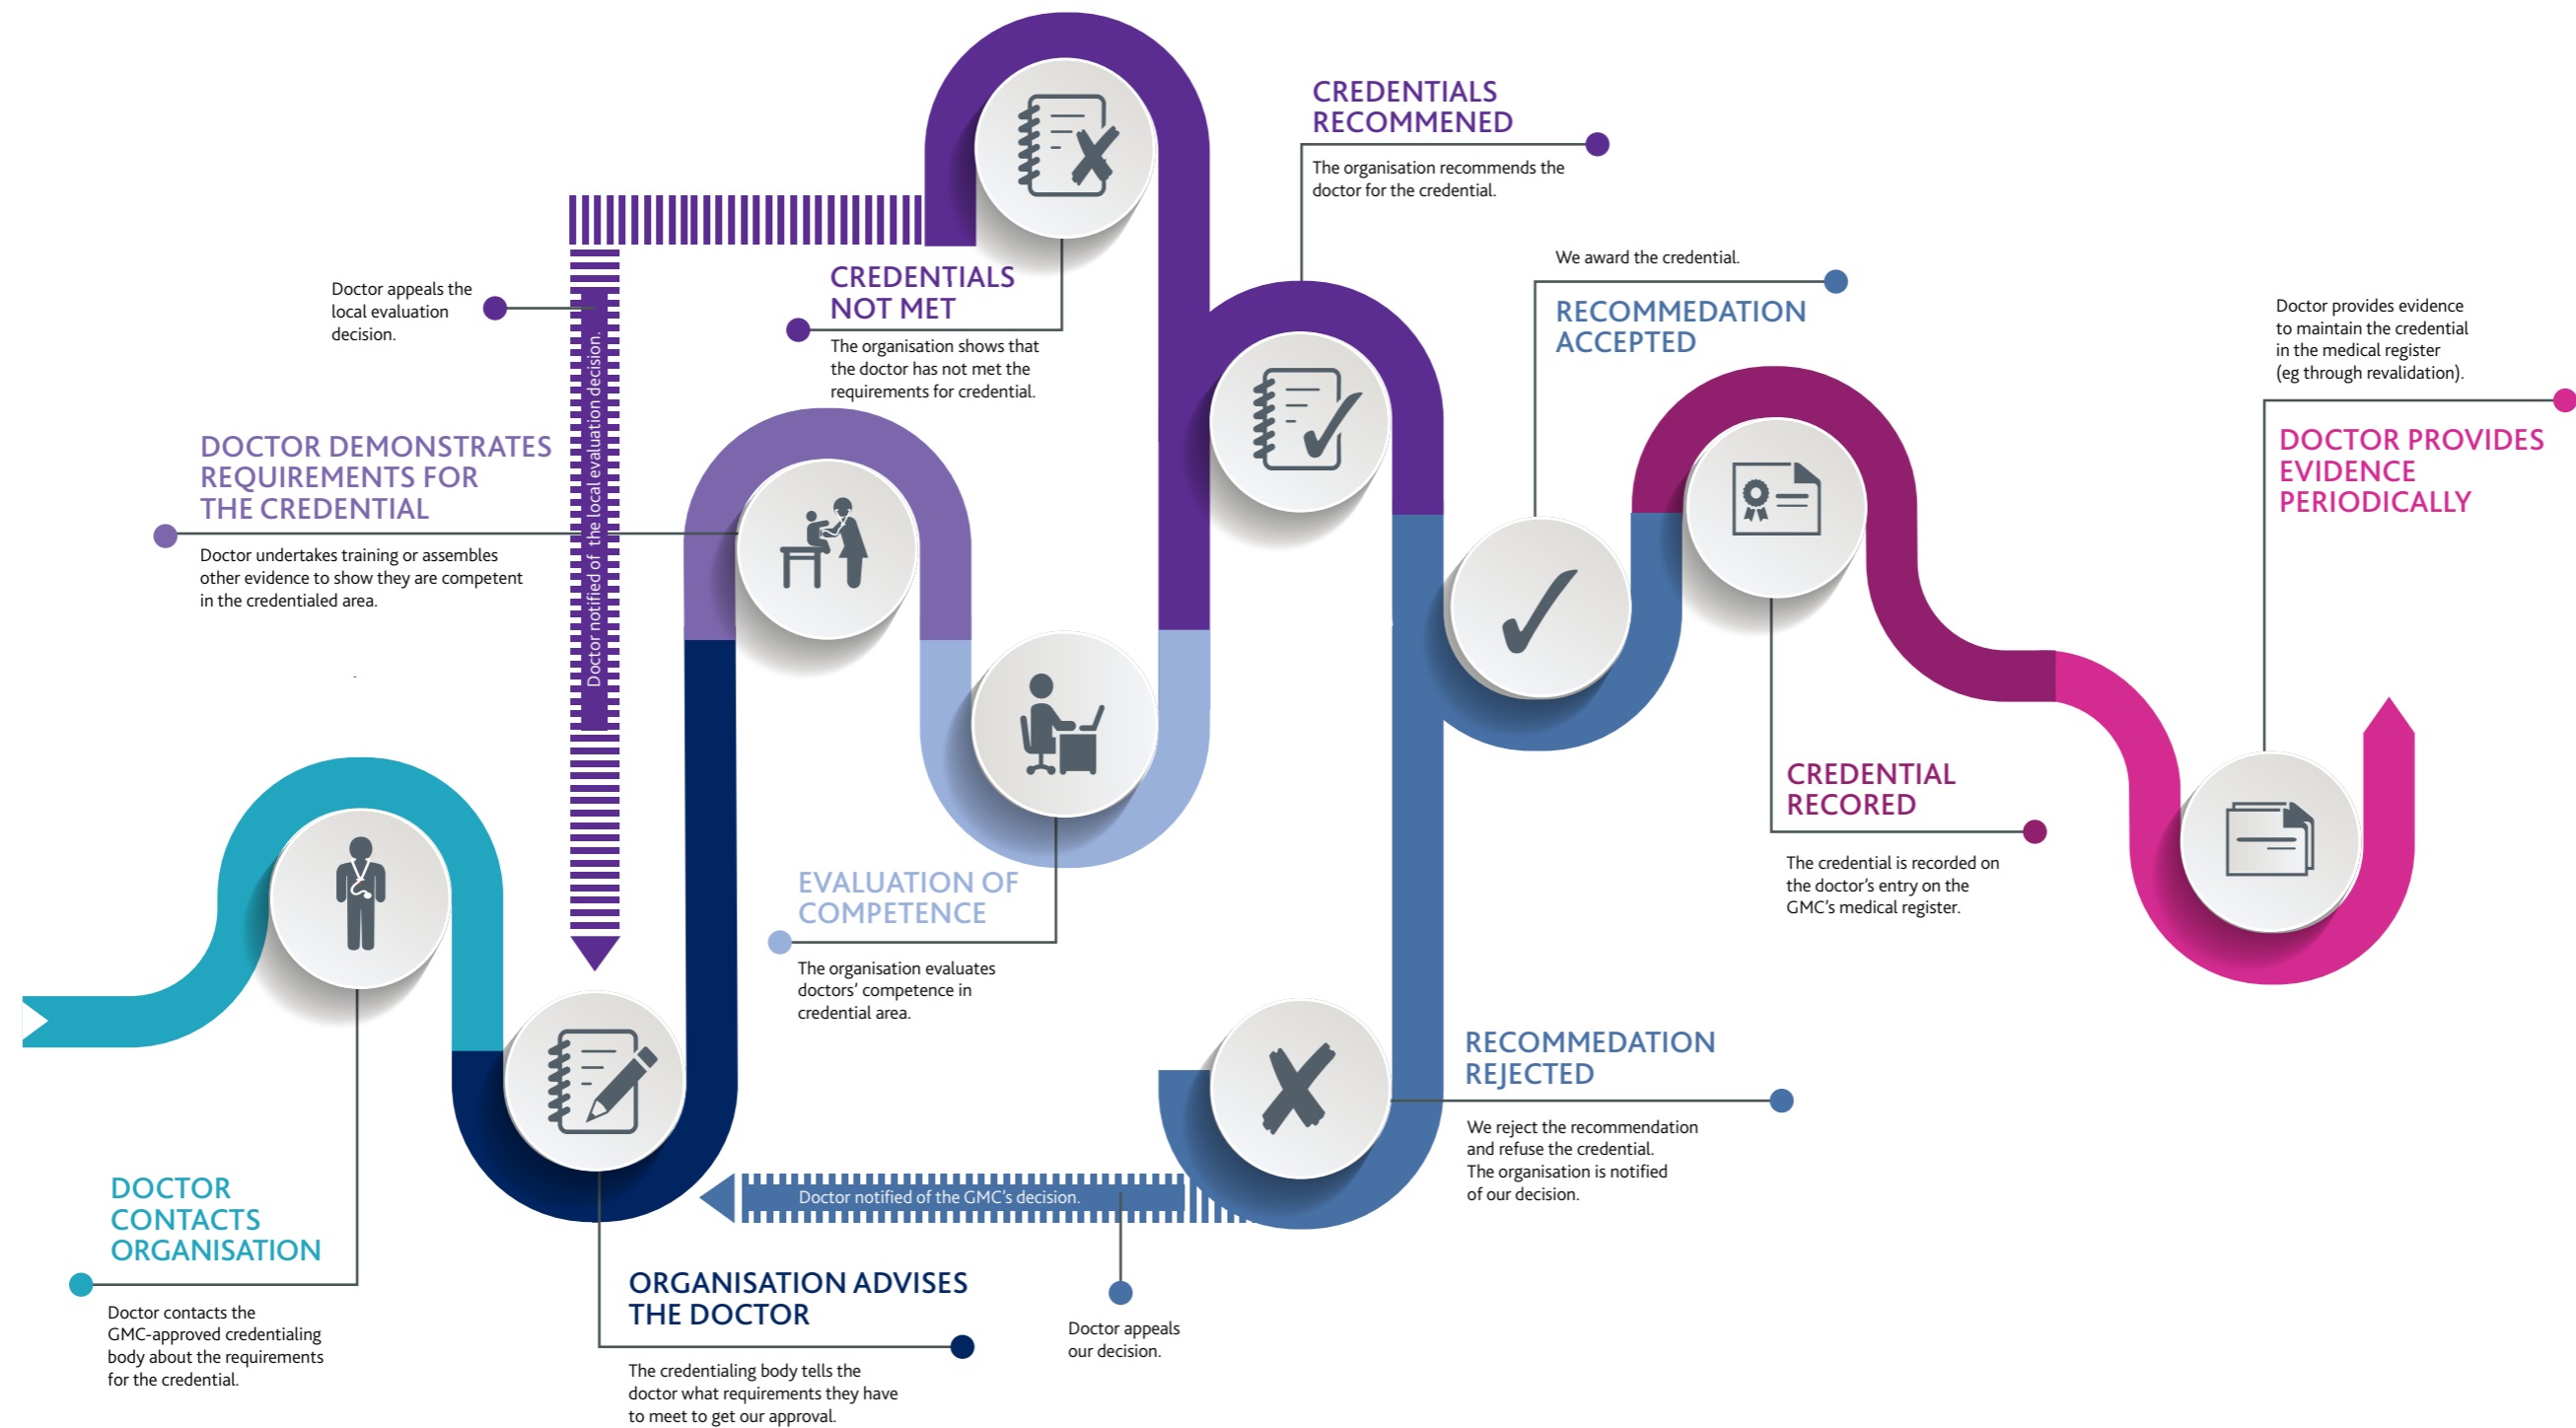 DOCTOR
CONTACTS
ORGANISATION
Doctor contacts the
GMC-approved credentialing
body about the requirements
for the credential.
ORGANISATION ADVISES
THE DOCTOR
The credentialing body tells the
doctor what requirements they have
to meet to get our approval.
DOCTOR DEMONSTRATES
REQUIREMENTS FOR
THE CREDENTIAL
Doctor undertakes training or assembles
other evidence to show they are competent
in the credentialed area.
EVALUATION OF
COMPETENCE
The organisation evaluates
doctors’ competence in
credential area.
CREDENTIALS
NOT MET
The organisation shows that
the doctor has not met the
requirements for credential.
Doctor appeals the
local evaluation
decision.
Doctor notified of the local evaluation decision.
CREDENTIALS
RECOMMENED
The organisation recommends the
doctor for the credential.
We award the credential.
RECOMMEDATION
ACCEPTED
RECOMMEDATION
REJECTED
We reject the recommendation
and refuse the credential.
The organisation is notified
of our decision.
Doctor notified of the GMC’s decision.
Doctor appeals
our decision.
CREDENTIAL
RECORED
The credential is recorded on
the doctor’s entry on the
GMC’s medical register.
Doctor provides evidence
to maintain the credential
in the medical register
(eg through revalidation).
DOCTOR PROVIDES
EVIDENCE
PERIODICALLY